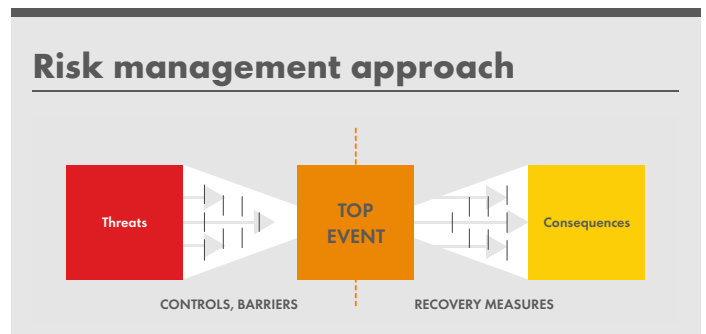 Risk management approach
Threats
TOP
EVENT
Consequences
CONTROLS, BARRIERS
RECOVERY MEASURES